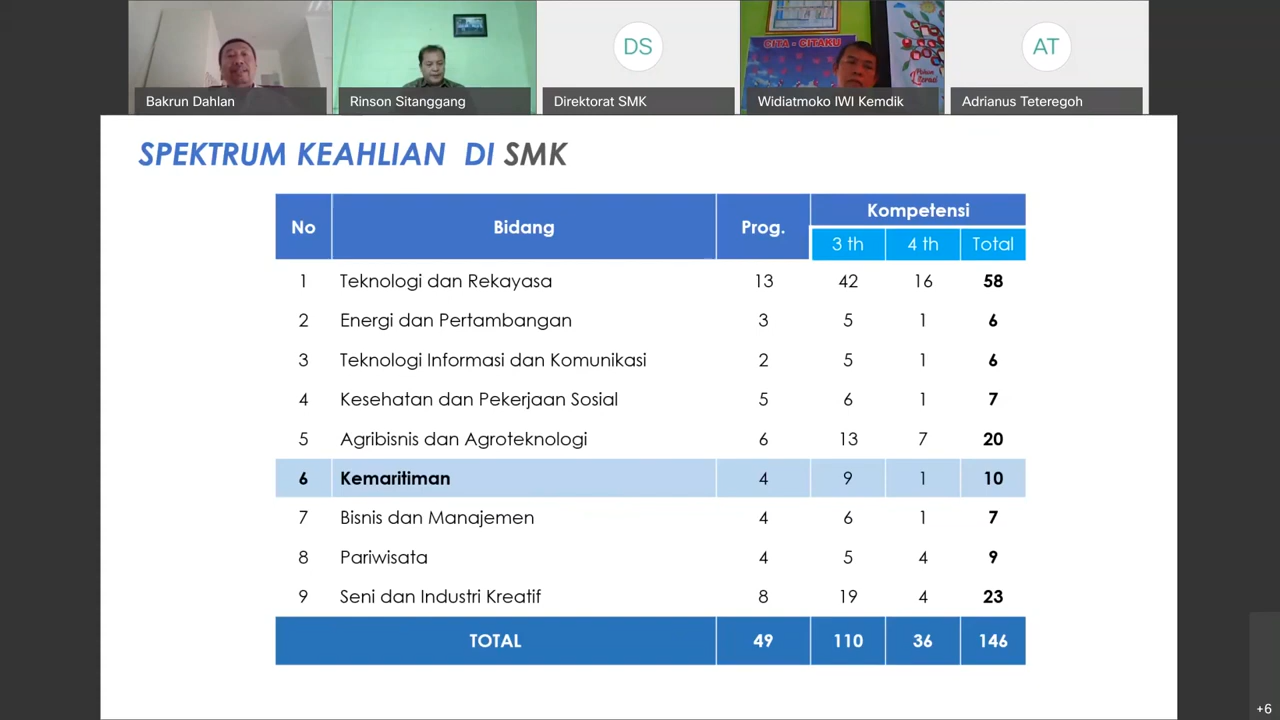 CITA - CITAKU
DS
AT
Bakrun Dahlan
Rinson Sitanggang
Direktorat SMK
Widiatmoko IWI Kemdik
Adrianus Teteregoh
SPEKTRUM KEAHLIAN DI SMK
No Bidang Prog. Kompetensi
3 th 4 th Total
1 Teknologi dan Rekayasa 13 42 16 58
2 Energi dan Pertambangan 3 5 1 6
3 Teknologi Informasi dan Komunikasi 2 5 1 6
4 Kesehatan dan Pekerjaan Sosial 5 6 1 7
5 Agribisnis dan Agroteknologi 6 13 7 20
6 Kemaritiman 4 9 1 10
7 Bisnis dan Manajemen 4 6 1 7
8 Pariwisata 4 5 4 9
9 Seni dan Industri Kreatif 8 19 4 23
TOTAL 49 110 36 146
+6